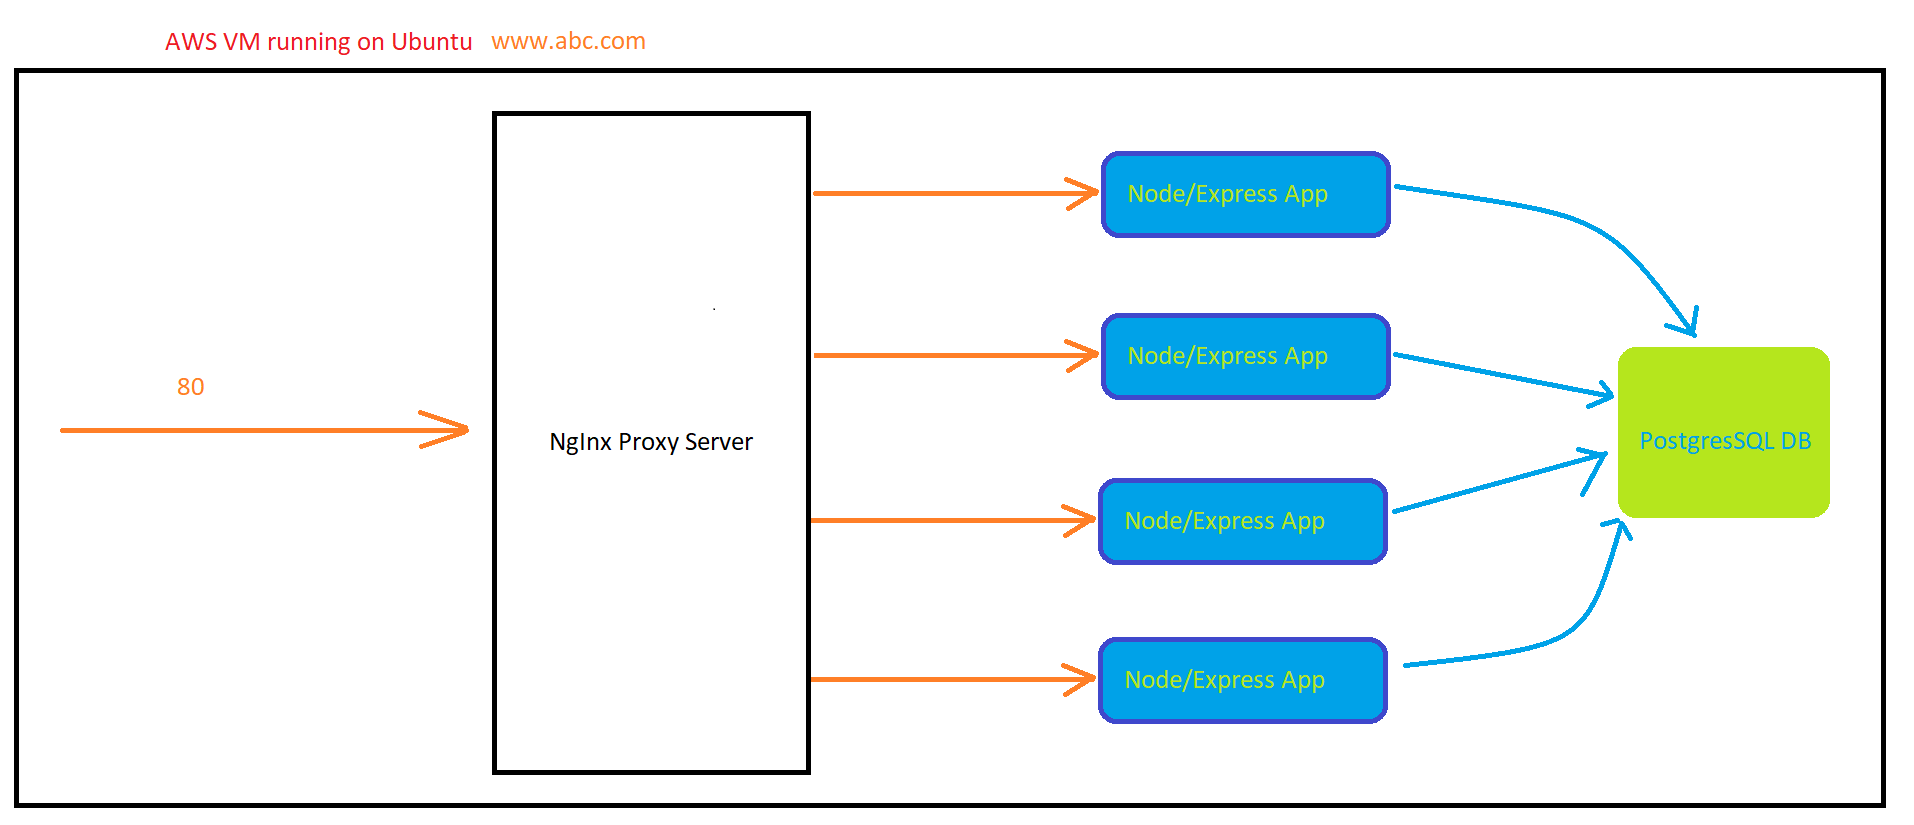 AWS VM running on Ubuntu www.abc.com
Node/Express App
Node/Express App
80
NgInx Proxy Server
PostgresSQL DB
Node/Express App
Node/Express App